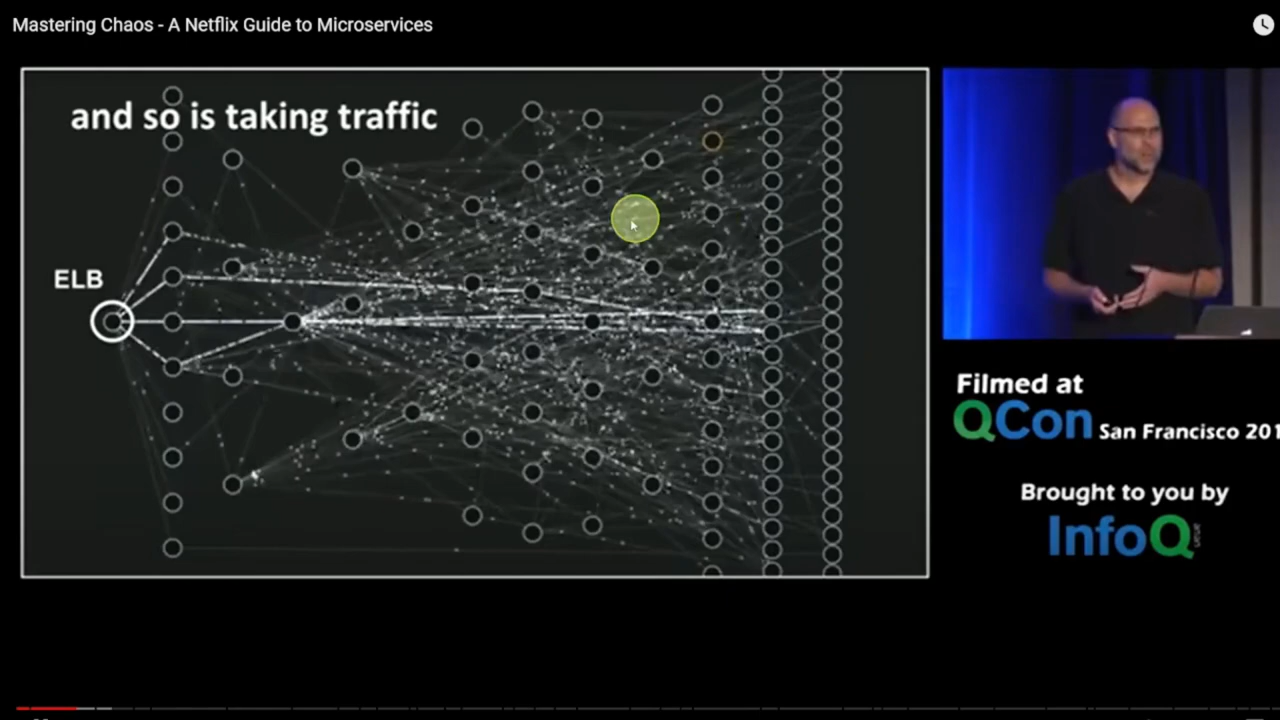 Mastering Chaos - A Netflix Guide to Microservices
and so is taking traffic
ELB
Filmed at
QCon San Francisco 201
Brought to you by
InfoQ